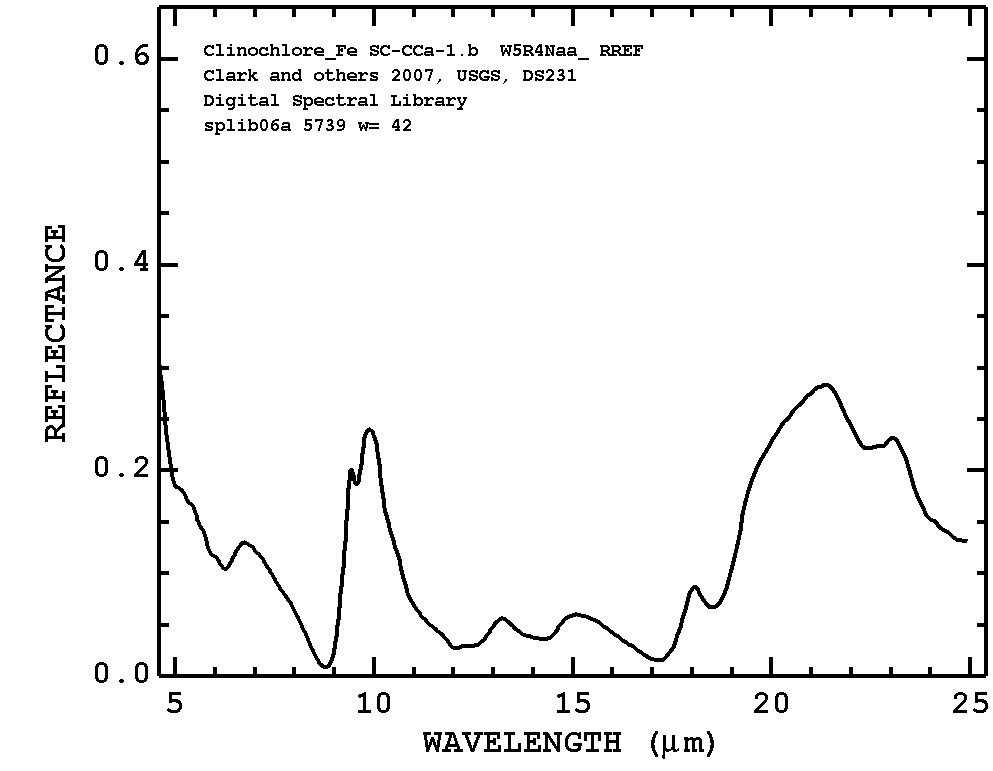 Clinochlore_Fe SC-CCa-1.b  W5R4Naa_ RREF
Clark and others 2007, USGS, DS231
Digital Spectral Library
splib06a 5739 w= 42
REFLECTANCE
0.6
0.4
0.2
0.0
5 10 15 20 25
WAVELENGTH (μm)